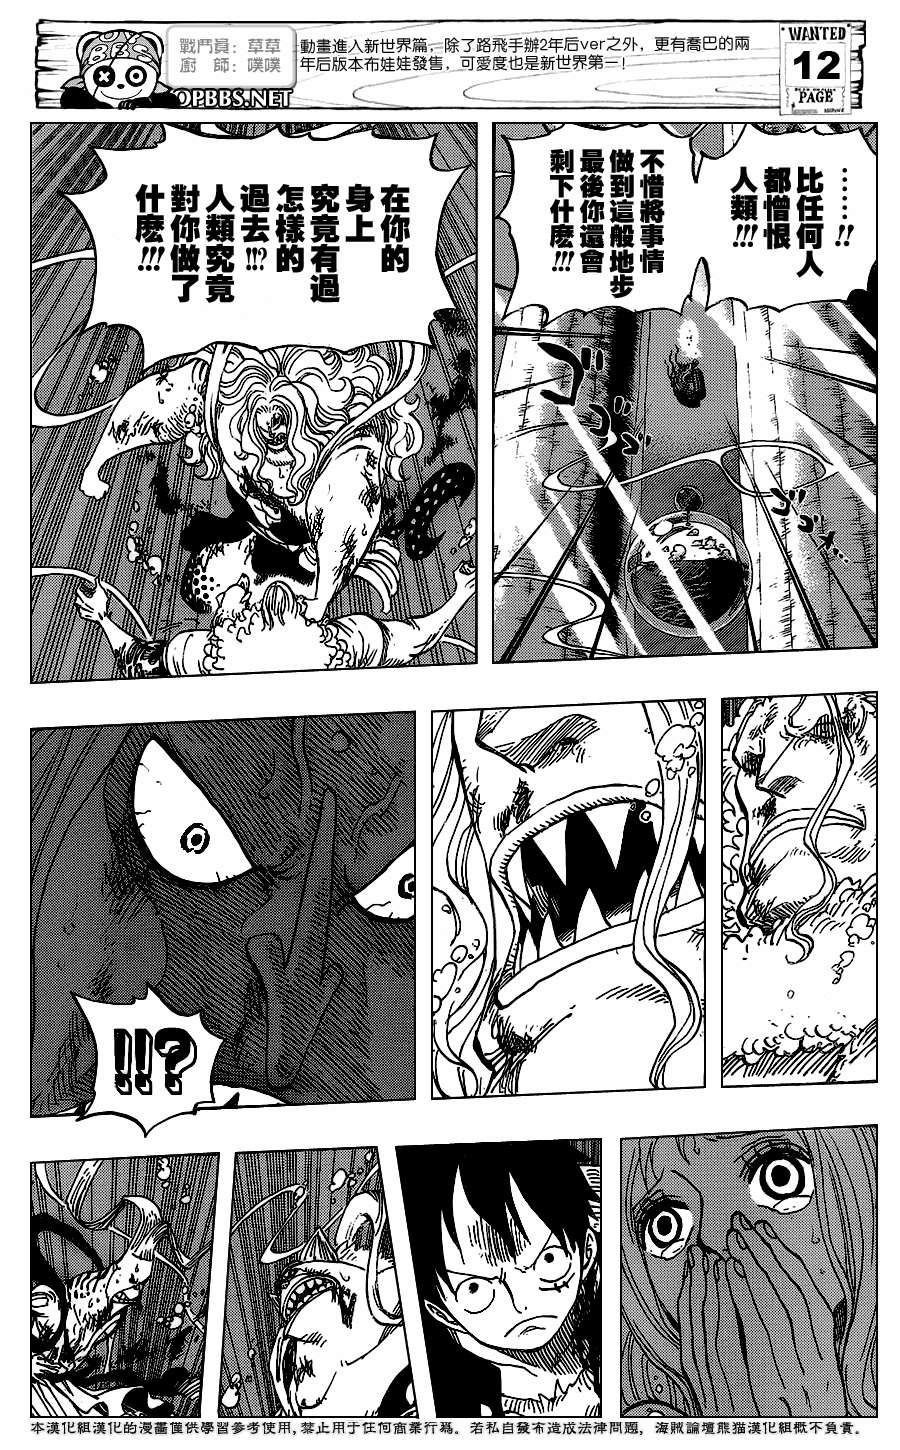 戰鬥員：草草
廚　師：噗噗
OPBBS.NET
動畫進入新世界篇，除了路飛手辦2年后ver之外，更有喬巴的兩
年后版本布娃娃發售，可愛度也是新世界第一！
WANTED
12
PAGE
……!!
比任何人
都憎恨
人類!!!
不惜將事情
做到這般地步
最後你還會
剩下什麼!!!
ゴゴゴ
ゴゴゴ
在你的
身上
究竟有過
怎樣的
過去!!?
人類究竟
對你做了
什麼!!!
!!?
本漢化組漢化的漫畫僅供學習參考使用,禁止用于任何商業行爲。若私自發布造成法律問題，海賊論壇熊猫漢化組概不負責。